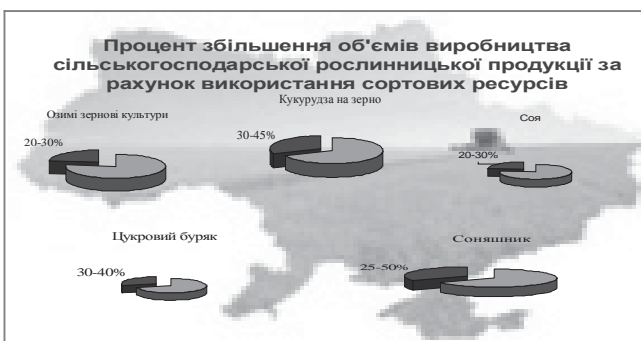 Процент збільшення об'ємів виробництва
сільськогосподарської рослинницької продукції за
рахунок використання сортових ресурсів
Озимі зернові культури
Кукурудза на зерно
Соя
20-30%
30-45%
20-30%
Цукровий буряк
Соняшник
30-40%
25-50%